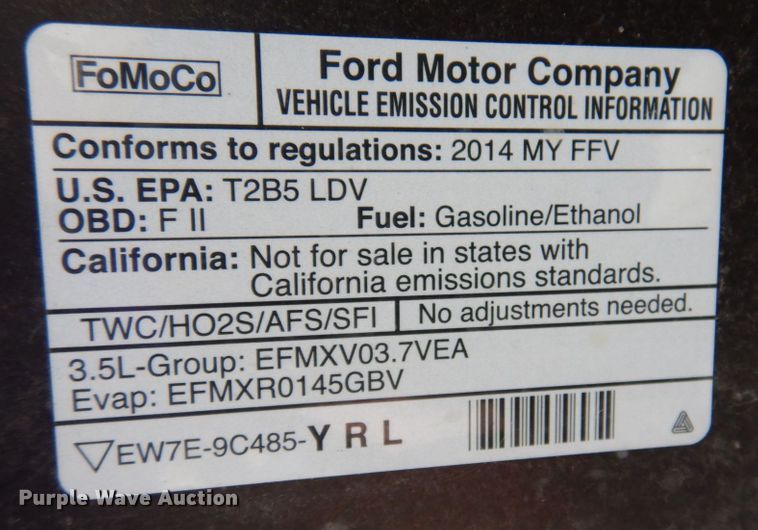 FoMoCo
Ford Motor Company
VEHICLE EMISSION CONTROL INFORMATION
Conforms to regulations: 2014 MY FFV
U.S. EPA: T2B5 LDV
OBD: F II Fuel: Gasoline/Ethanol
California: Not for sale in states with
California emissions standards.
TWC/HO2S/AFS/SFI No adjustments needed.
3.5L-Group: EFMXV03.7VEA
Evap: EFMXR0145GBV
EW7E-9C485-Y R L
Purple Wave Auction